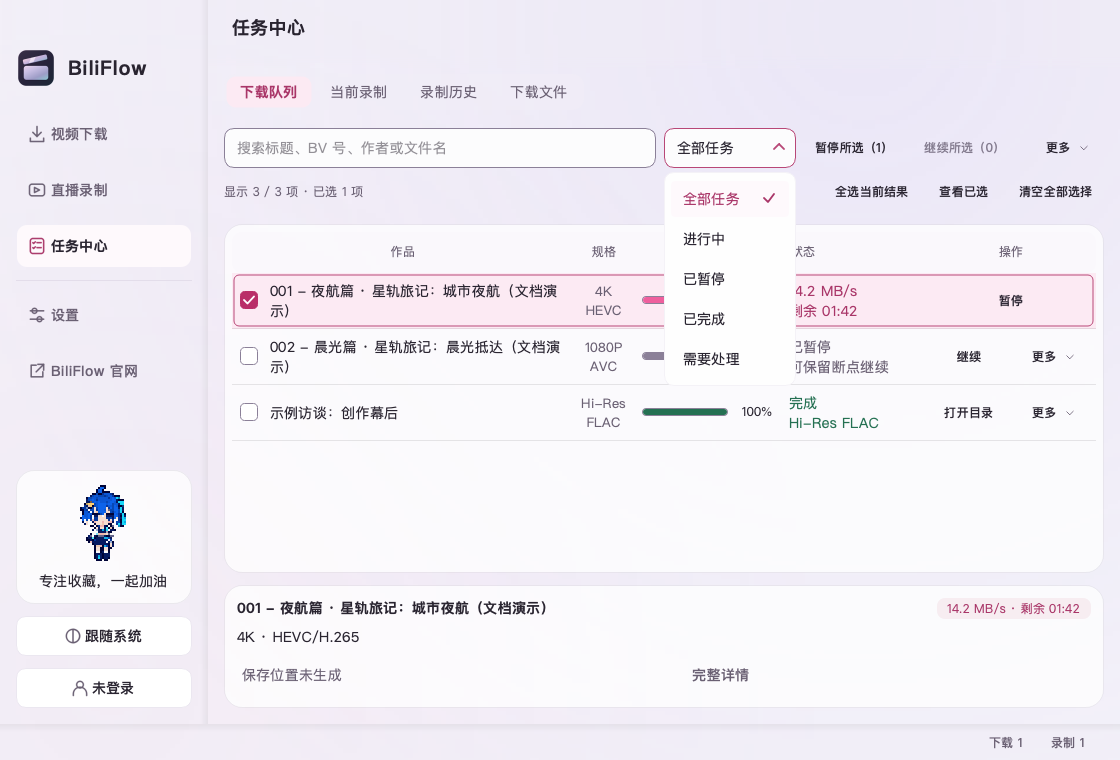 任务中心
BiliFlow
视频下载
直播录制
任务中心
设置
BiliFlow 官网
专注收藏，一起加油
跟随系统
未登录
下载队列
当前录制
录制历史
下载文件
搜索标题、BV 号、作者或文件名
全部任务
暂停所选（1）
继续所选（0）
更多
显示 3 / 3 项 · 已选 1 项
全选当前结果
查看已选
清空全部选择
全部任务
进行中
已暂停
已完成
需要处理
作品
规格
状态
操作
001 – 夜航篇 · 星轨旅记：城市夜航（文档演
示）
4K
HEVC
4.2 MB/s
剩余 01:42
暂停
002 – 晨光篇 · 星轨旅记：晨光抵达（文档演
示）
1080P
AVC
已暂停
可保留断点继续
继续
更多
示例访谈：创作幕后
Hi-Res
FLAC
100%
完成
Hi-Res FLAC
打开目录
更多
001 – 夜航篇 · 星轨旅记：城市夜航（文档演示）
14.2 MB/s · 剩余 01:42
4K · HEVC/H.265
保存位置未生成
完整详情
下载 1
录制 1